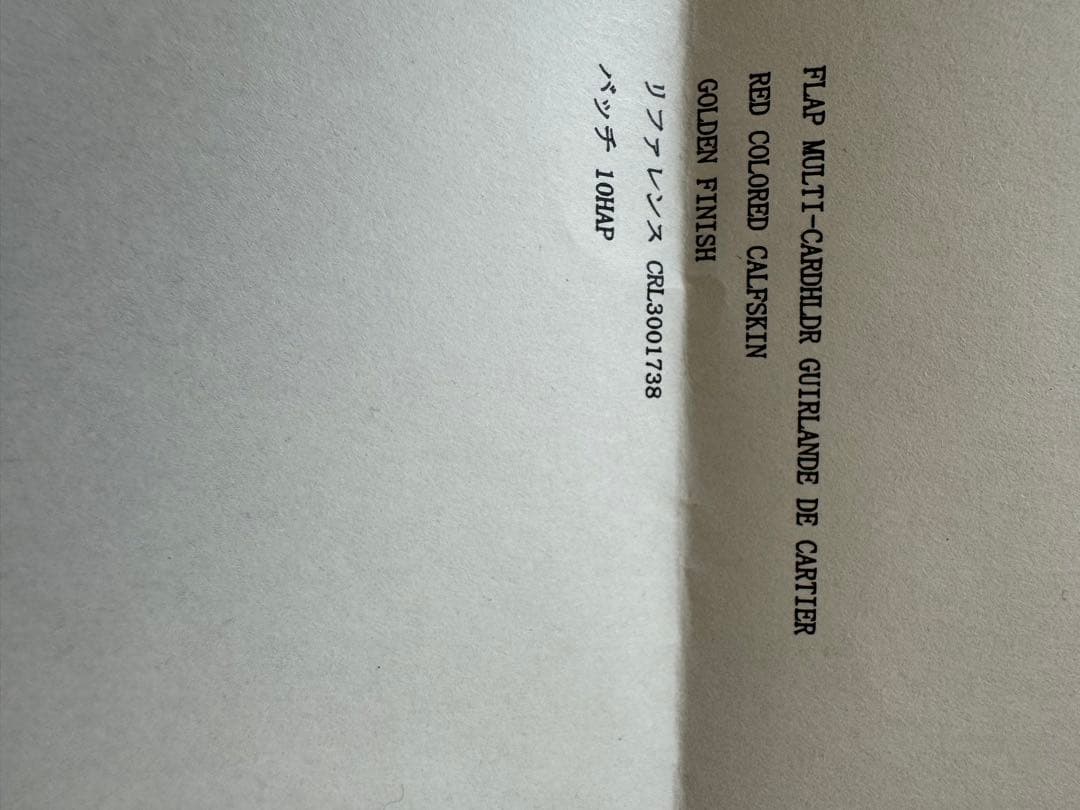 FLAP MULTI-CARDHLDR GUIRLANDE DE CARTIER
RED COLORED CALFSKIN
GOLDEN FINISH
リファレンス CRL3001738
バッチ 10HAP